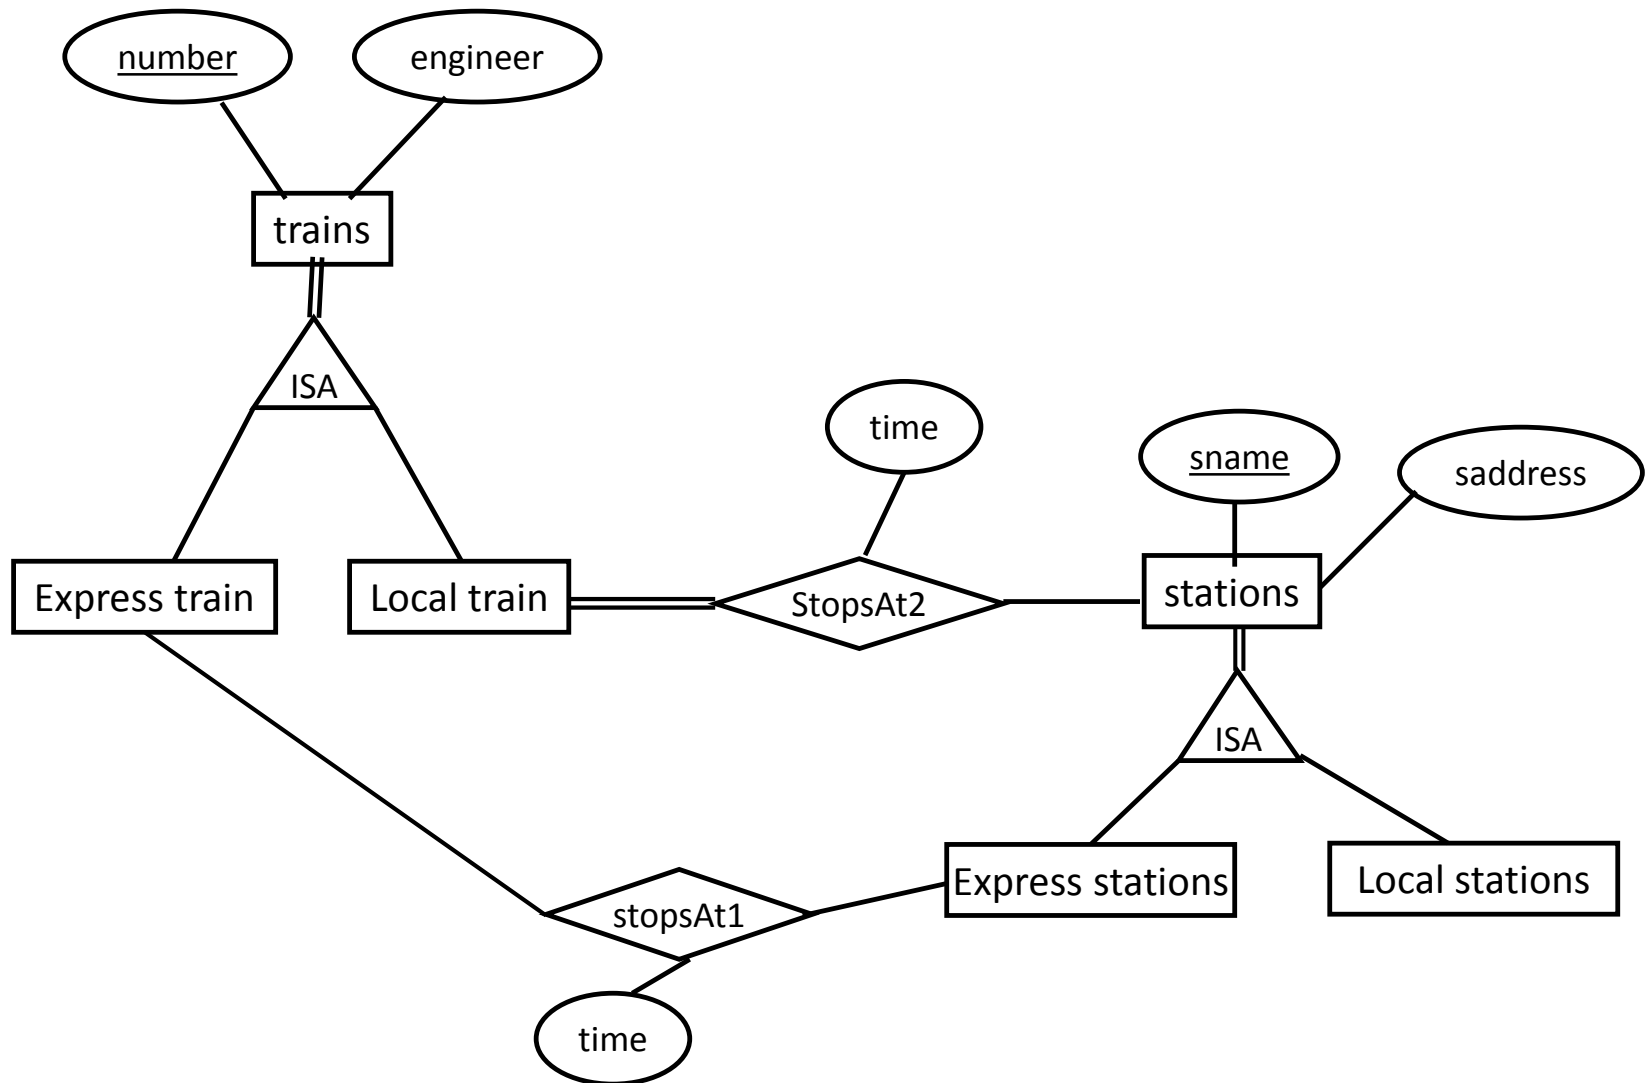 number
engineer
trains
ISA
time
sname
saddress
Express train
Local train
StopsAt2
stations
ISA
Express stations
Local stations
stopsAt1
time